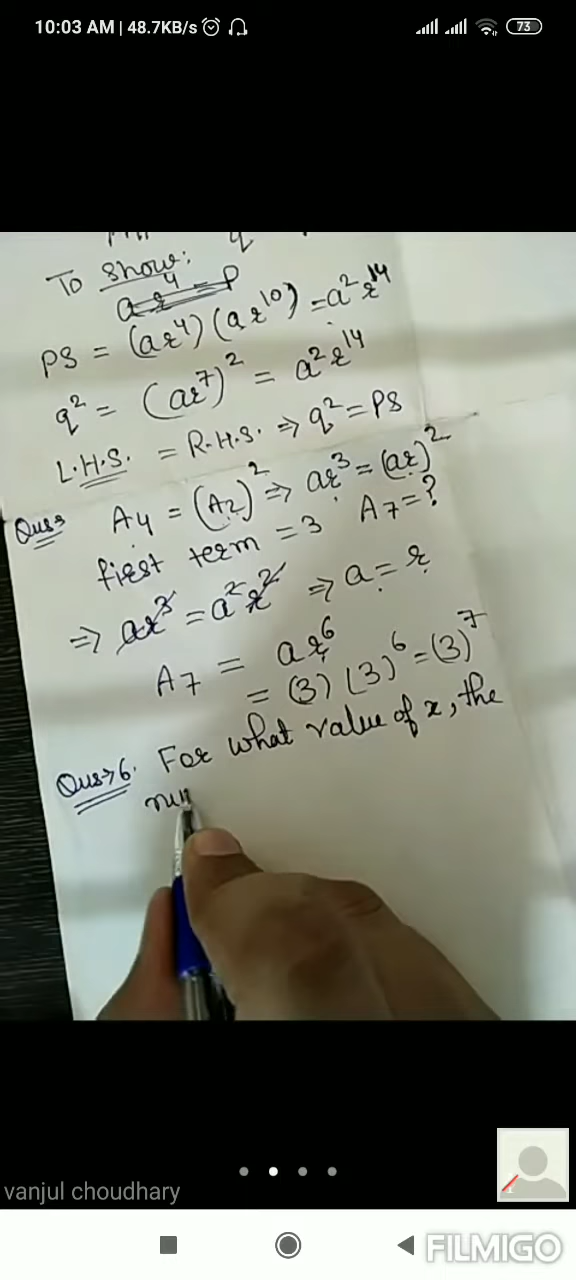 10:03 AM | 48.7KB/s
73
To show:
ar⁴ = P
PS = (ar⁴)(ar¹⁰) = a²r¹⁴
q² = (ar⁷)² = a²r¹⁴
L.H.S. = R.H.S. ⇒ q² = PS
Ques→ A₄ = (A₂)² ⇒ ar³ = (ar)²
first term = 3 A₇ = ?
⇒ ar³ = a²r² ⇒ a = r
A₇ = ar⁶
= (3)(3)⁶ = (3)⁷
Ques→6. For what value of x, the
vanjul choudhary
FILMIGO